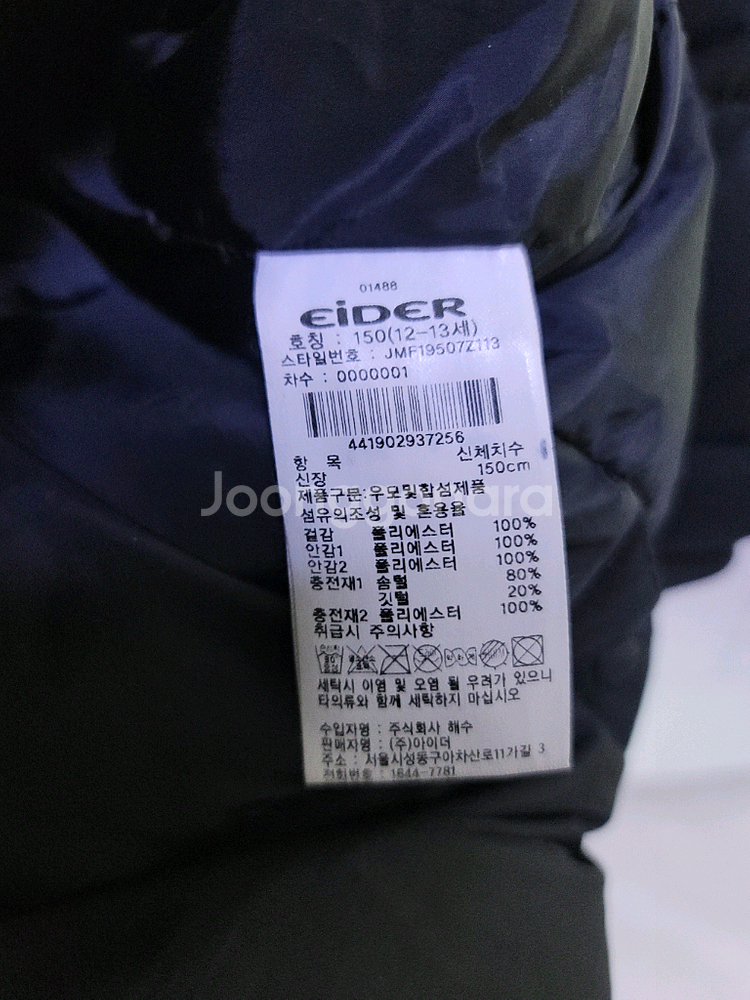 01488
EiDER
호칭 : 150(12-13세)
스타일번호 : JMF19507Z113
차수 : 0000001
441902937256
항 목 신체치수
신장 150cm
제품구분:우모및합섬제품
Joonggonara
섬유의조성 및 혼용율
겉감 폴리에스터 100%
안감1 폴리에스터 100%
안감2 폴리에스터 100%
충전재1 솜털 80%
깃털 20%
충전재2 폴리에스터 100%
취급시 주의사항
세탁시 이염 및 오염 될 우려가 있으니
타의류와 함께 세탁하지 마십시오
수입자명 : 주식회사 해수
판매자명 : (주)아이더
주소 : 서울시성동구아차산로11가길 3
전화번호 : 1644-7781